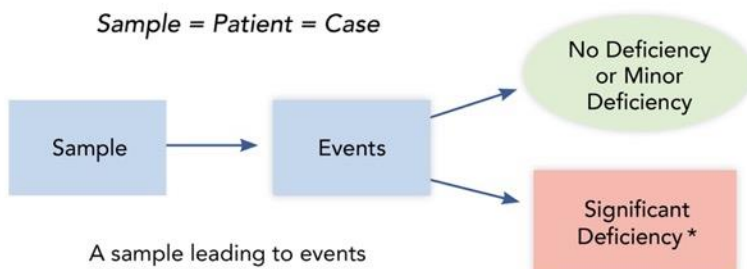 Sample = Patient = Case
No Deficiency
or Minor
Deficiency
Sample
Events
Significant
Deficiency *
A sample leading to events